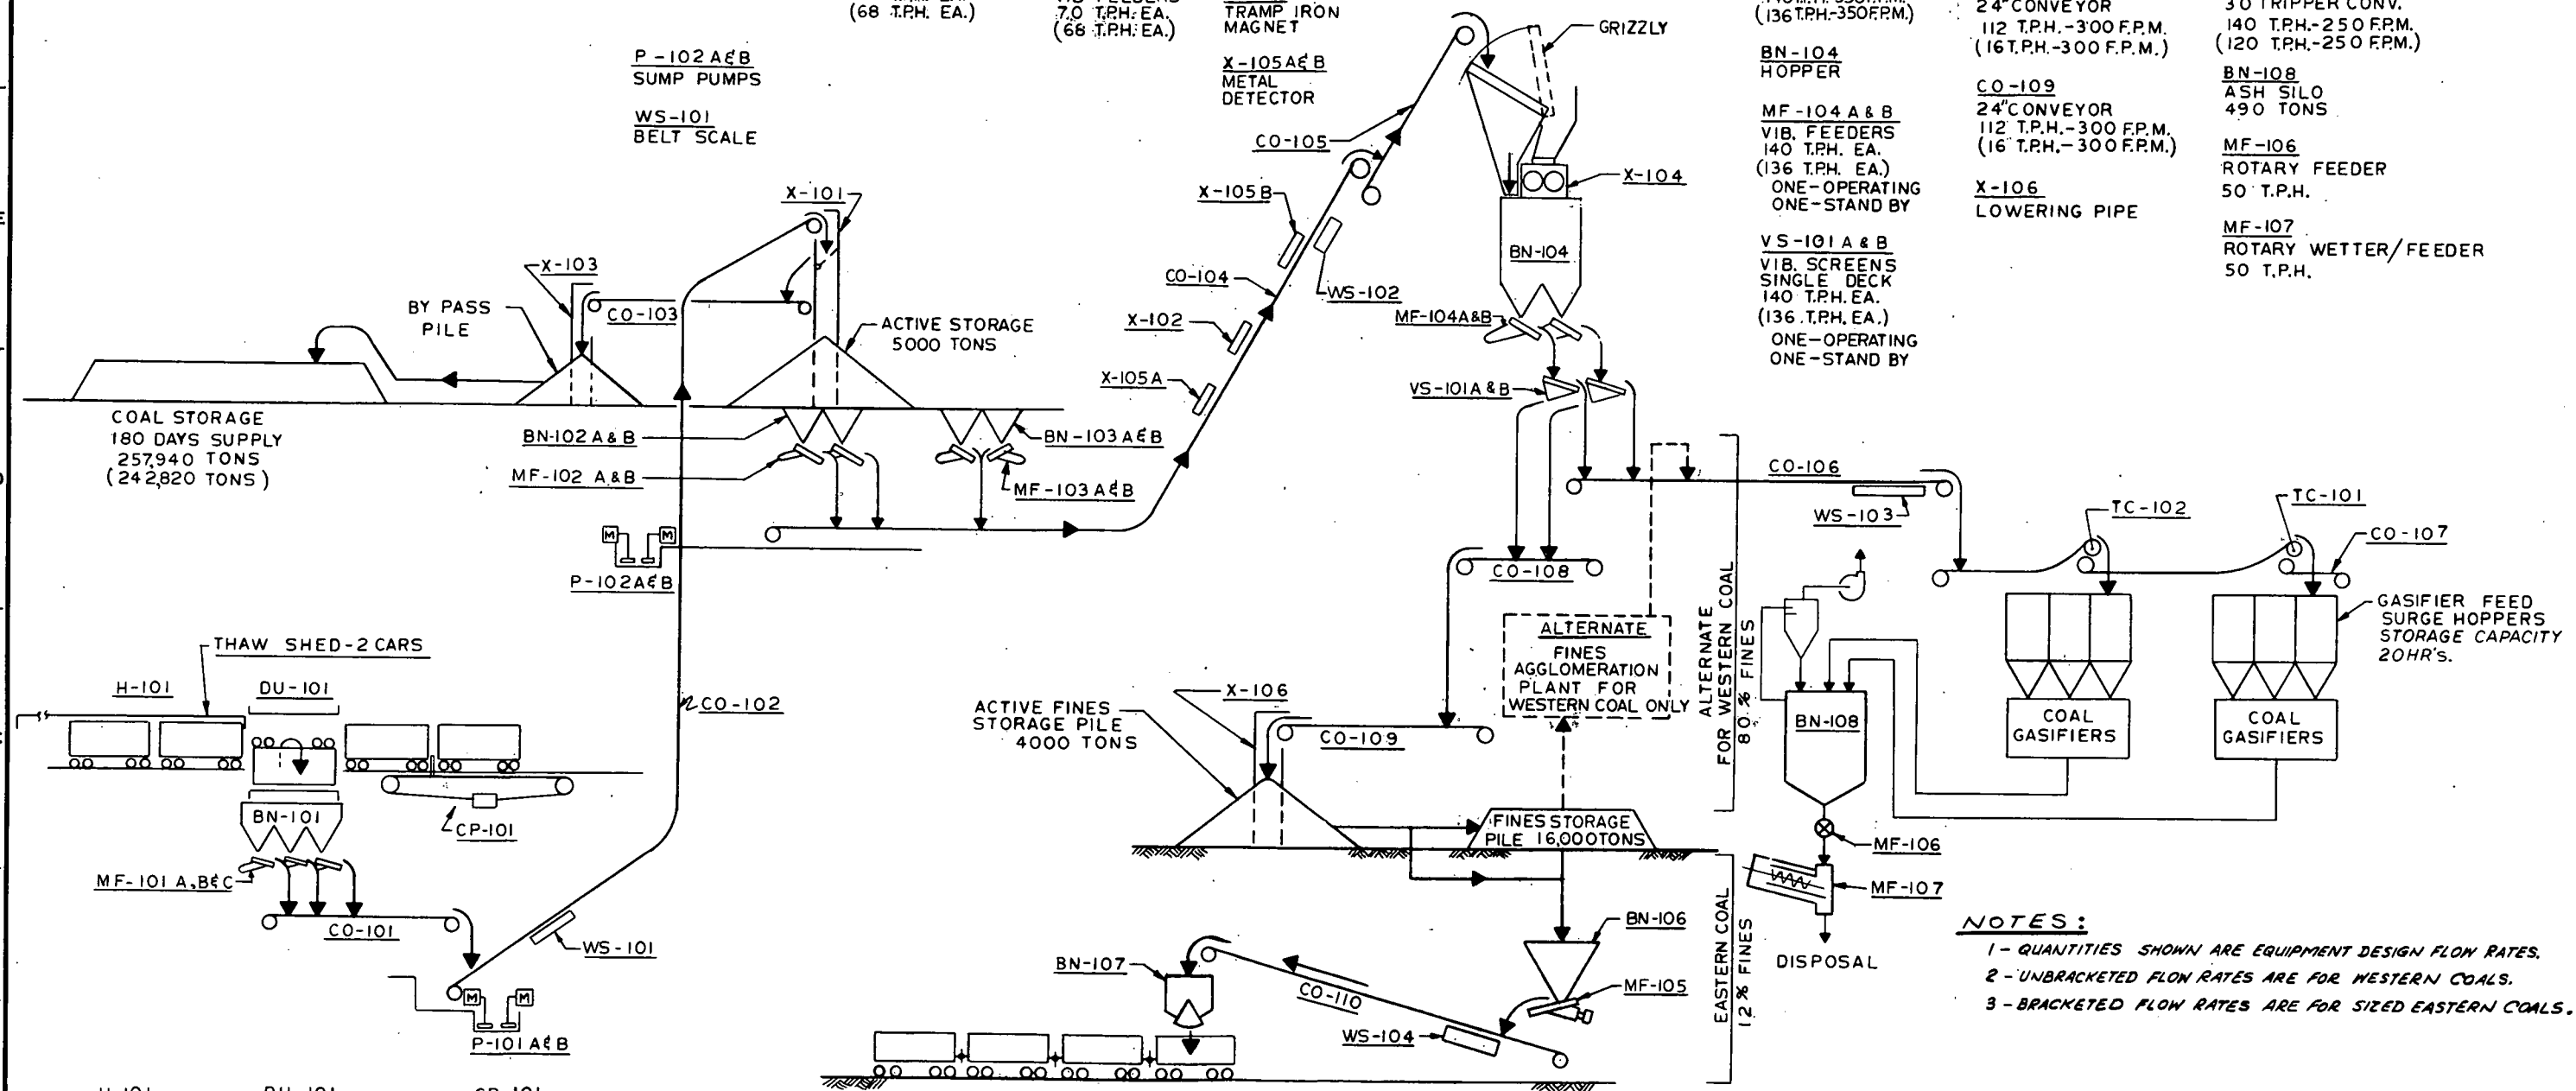 (68 T.P.H. EA.)
70 T.P.H. EA.
(68 T.P.H. EA.)
TRAMP IRON
MAGNET
P-102 A&B
SUMP PUMPS
WS-101
BELT SCALE
X-105 A&B
METAL
DETECTOR
GRIZZLY
(136 T.P.H.-350 F.P.M.)
BN-104
HOPPER
MF-104 A & B
VIB. FEEDERS
140 T.P.H. EA.
(136 T.P.H. EA.)
ONE-OPERATING
ONE-STAND BY
VS-101 A & B
VIB. SCREENS
SINGLE DECK
140 T.P.H. EA.
(136 T.P.H. EA.)
ONE-OPERATING
ONE-STAND BY
24" CONVEYOR
112 T.P.H.-300 F.P.M.
(16 T.P.H.-300 F.P.M.)
CO-109
24" CONVEYOR
112 T.P.H.-300 F.P.M.
(16 T.P.H.-300 F.P.M.)
X-106
LOWERING PIPE
30 TRIPPER CONV.
140 T.P.H.-250 F.P.M.
(120 T.P.H.-250 F.P.M.)
BN-108
ASH SILO
490 TONS
MF-106
ROTARY FEEDER
50 T.P.H.
MF-107
ROTARY WETTER/FEEDER
50 T.P.H.
CO-105
X-105B
X-104
X-101
X-103
BN-104
CO-104
WS-102
BY PASS
PILE
CO-103
ACTIVE STORAGE
5000 TONS
X-102
MF-104A&B
X-105A
VS-101 A & B
COAL STORAGE
180 DAYS SUPPLY
257,940 TONS
(242,820 TONS)
BN-102 A & B
BN-103 A&B
MF-102 A&B
MF-103 A&B
CO-106
WS-103
TC-102
TC-101
CO-107
M
M
P-102A&B
CO-108
ALTERNATE
FOR WESTERN COAL
80 % FINES
GASIFIER FEED
SURGE HOPPERS
STORAGE CAPACITY
20HR's.
ALTERNATE
FINES
AGGLOMERATION
PLANT FOR
WESTERN COAL ONLY
THAW SHED-2 CARS
H-101
DU-101
CO-102
X-106
ACTIVE FINES
STORAGE PILE
4000 TONS
CO-109
BN-108
COAL
GASIFIERS
COAL
GASIFIERS
BN-101
CP-101
FINES STORAGE
PILE 16,000 TONS
MF-106
MF-101 A,B&C
MF-107
CO-101
WS-101
EASTERN COAL
12 % FINES
BN-106
DISPOSAL
BN-107
CO-110
MF-105
M
M
P-101 A&B
WS-104
NOTES:
1 - QUANTITIES SHOWN ARE EQUIPMENT DESIGN FLOW RATES.
2 - UNBRACKETED FLOW RATES ARE FOR WESTERN COALS.
3 - BRACKETED FLOW RATES ARE FOR SIZED EASTERN COALS.